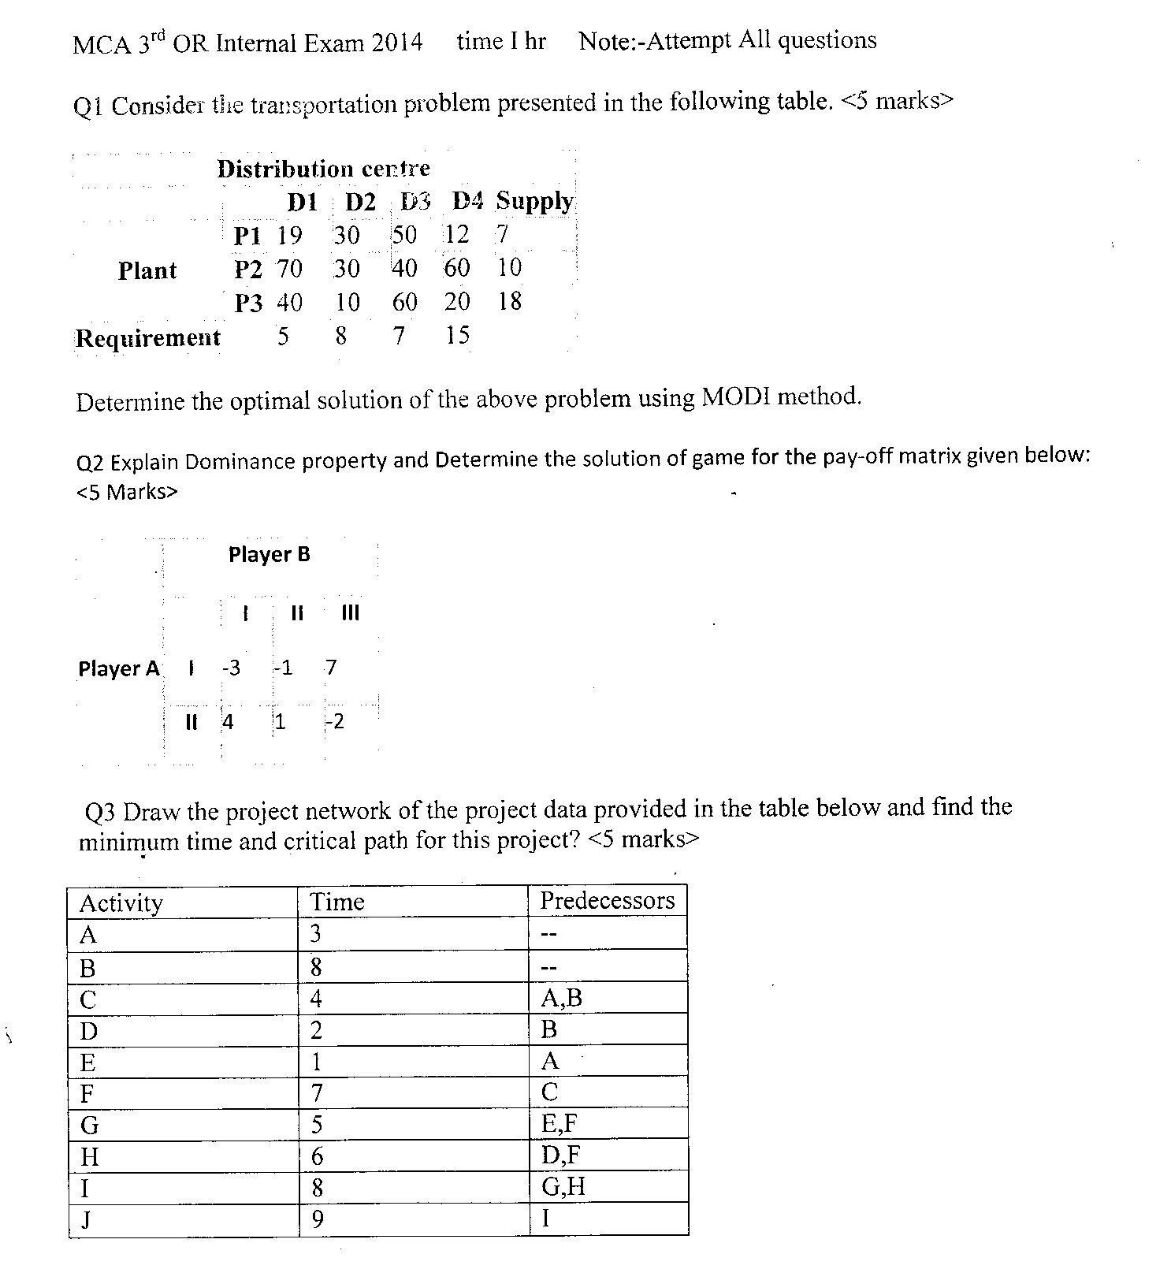 MCA 3rd OR Internal Exam 2014 time I hr Note:-Attempt All questions
Q1 Consider the transportation problem presented in the following table. <5 marks>
Distribution centre
D1 D2 D3 D4 Supply
P1 19 30 50 12 7
Plant P2 70 30 40 60 10
P3 40 10 60 20 18
Requirement 5 8 7 15
Determine the optimal solution of the above problem using MODI method.
Q2 Explain Dominance property and Determine the solution of game for the pay-off matrix given below:
<5 Marks>
Player B
I II III
Player A I -3 -1 7
II 4 1 -2
Q3 Draw the project network of the project data provided in the table below and find the
minimum time and critical path for this project? <5 marks>
Activity Time Predecessors
A 3 --
B 8 --
C 4 A,B
D 2 B
E 1 A
F 7 C
G 5 E,F
H 6 D,F
I 8 G,H
J 9 I